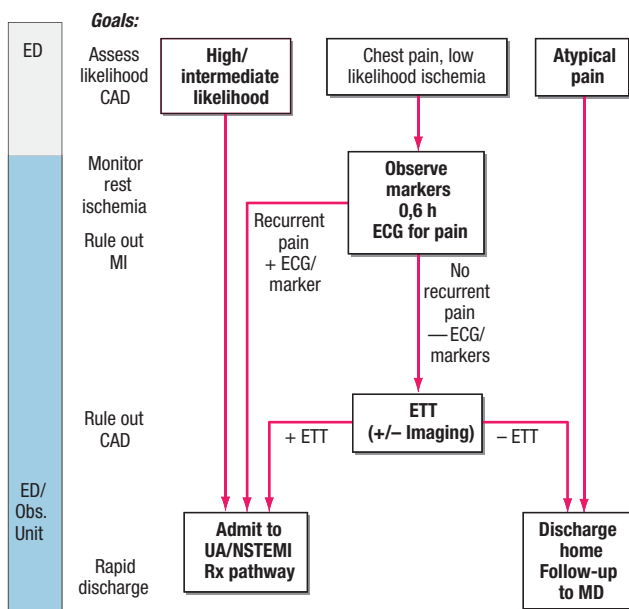 Goals:
ED
Assess
likelihood
CAD
High/
intermediate
likelihood
Chest pain, low
likelihood ischemia
Atypical
pain
Monitor
rest
ischemia
Rule out
MI
Observe
markers
0,6 h
ECG for pain
Recurrent
pain
+ ECG/
marker
No
recurrent
pain
—ECG/
markers
Rule out
CAD
ETT
(+/– Imaging)
+ ETT
– ETT
ED/
Obs.
Unit
Rapid
discharge
Admit to
UA/NSTEMI
Rx pathway
Discharge
home
Follow-up
to MD